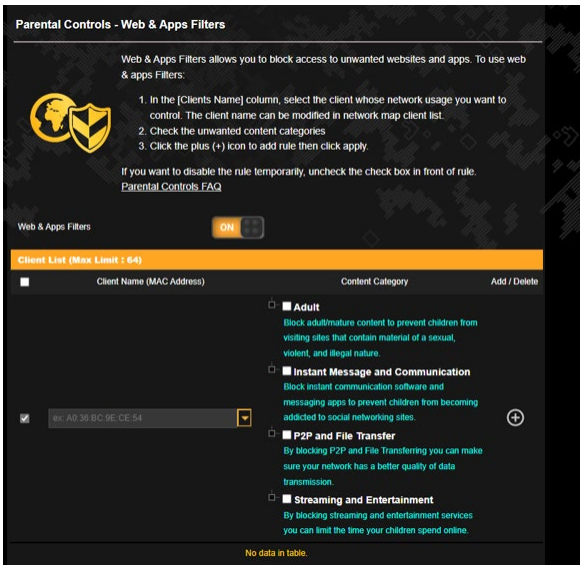 Parental Controls - Web & Apps Filters
Web & Apps Filters allows you to block access to unwanted websites and apps. To use web
& apps Filters:
1. In the [Clients Name] column, select the client whose network usage you want to
control. The client name can be modified in network map client list.
2. Check the unwanted content categories
3. Click the plus (+) icon to add rule then click apply.
If you want to disable the rule temporarily, uncheck the check box in front of rule.
Parental Controls FAQ
Web & Apps Filters ON
Client List (Max Limit : 64)
Client Name (MAC Address) Content Category Add / Delete
Adult
Block adult/mature content to prevent children from
visiting sites that contain material of a sexual,
violent, and illegal nature.
Instant Message and Communication
Block instant communication software and
messaging apps to prevent children from becoming
addicted to social networking sites.
ex: A0:36:BC:9E:CE:54
P2P and File Transfer
By blocking P2P and File Transferring you can make
sure your network has a better quality of data
transmission.
Streaming and Entertainment
By blocking streaming and entertainment services
you can limit the time your children spend online.
No data in table.